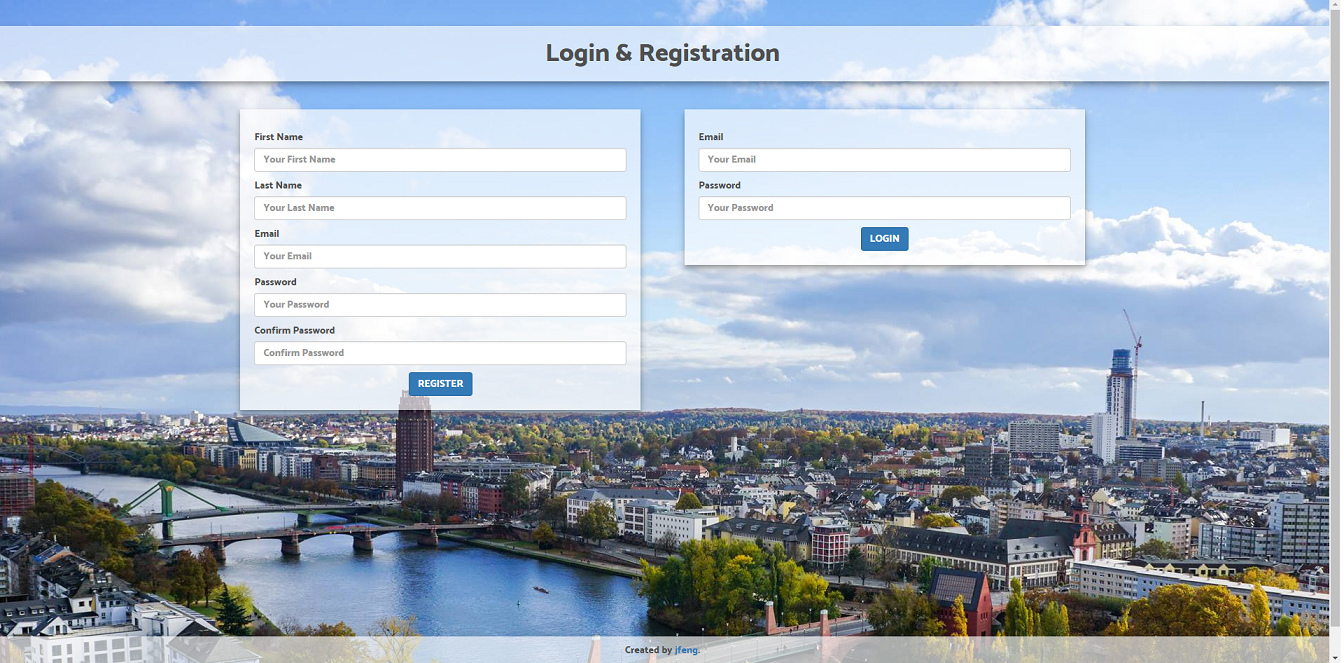 Login & Registration
First Name
Your First Name
Last Name
Your Last Name
Email
Your Email
Password
Your Password
Confirm Password
Confirm Password
REGISTER
Email
Your Email
Password
Your Password
LOGIN
Created by jfeng.